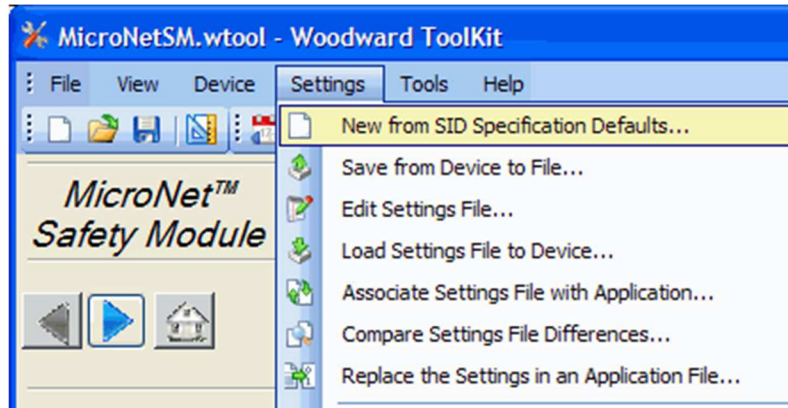 MicroNetSM.wtool - Woodward ToolKit
File View Device Settings Tools Help
New from SID Specification Defaults...
Save from Device to File...
MicroNet™
Edit Settings File...
Safety Module
Load Settings File to Device...
Associate Settings File with Application...
Compare Settings File Differences...
Replace the Settings in an Application File...